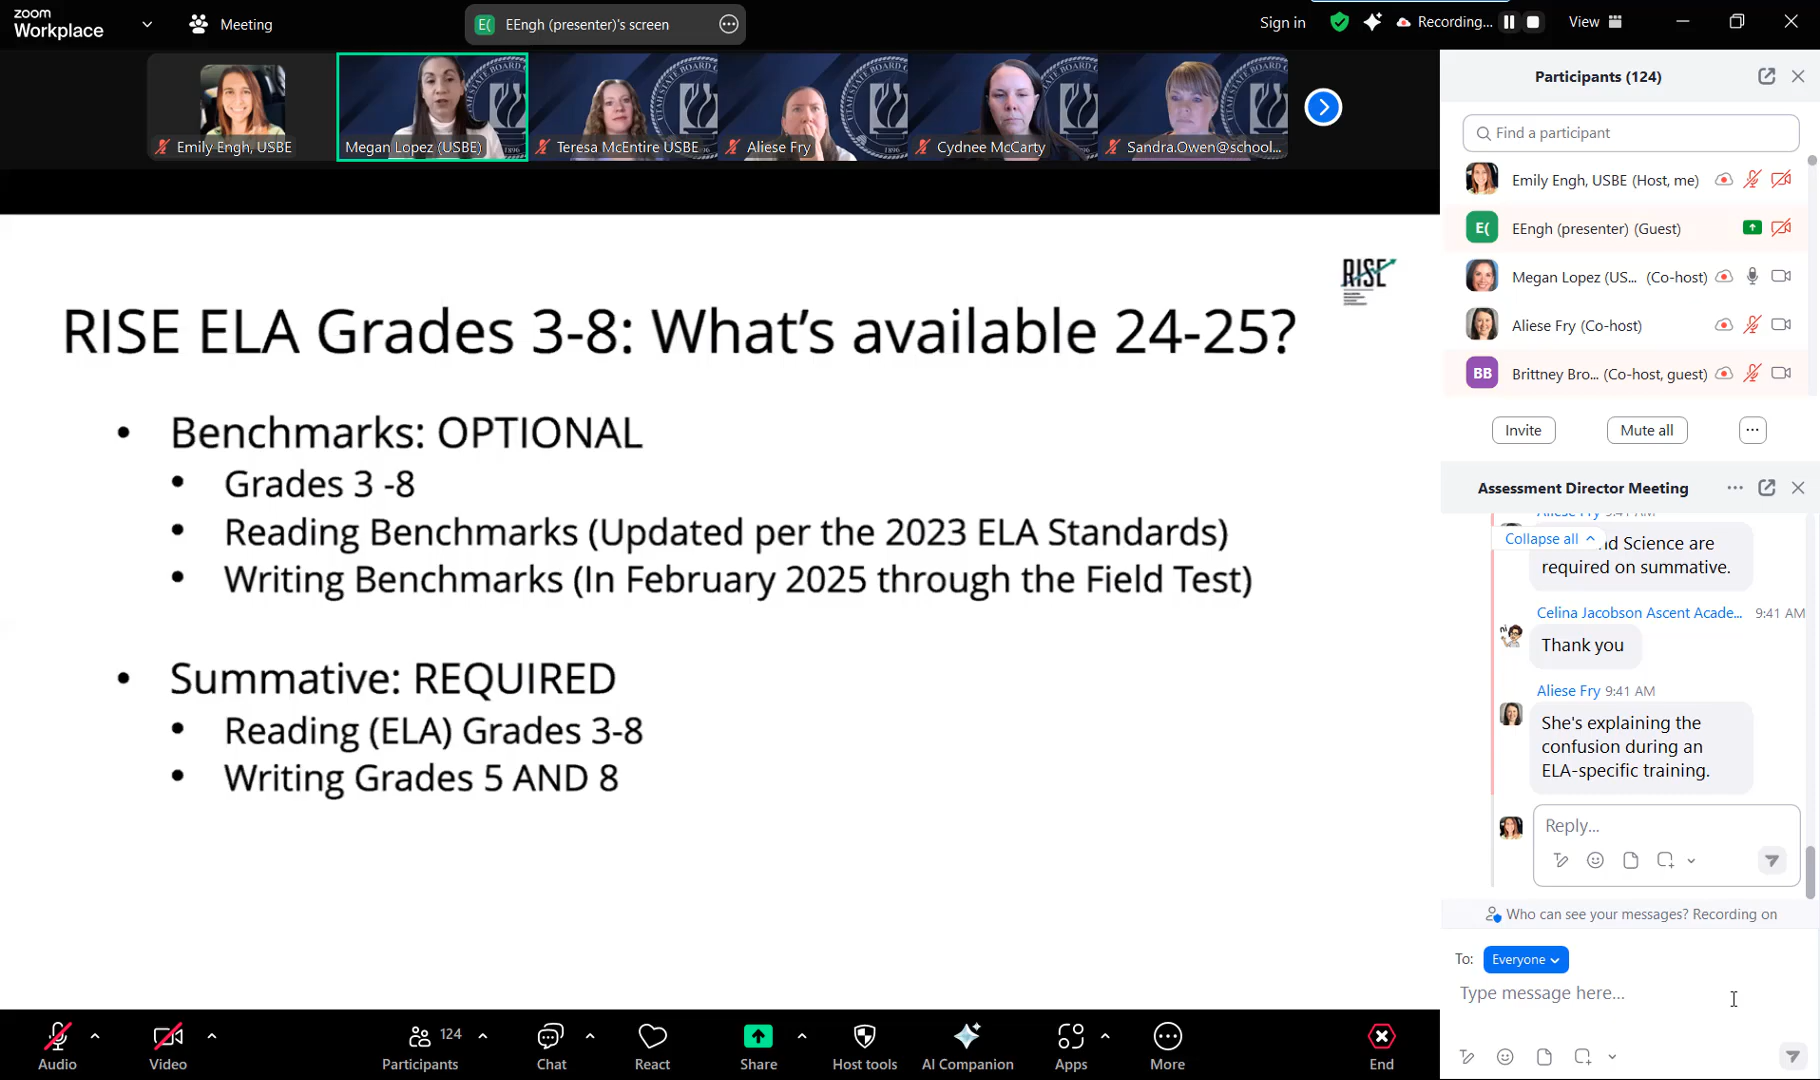 zoom
Workplace
Meeting
E( EEngh (presenter)'s screen
Sign in
Recording...
View
Emily Engh, USBE
Megan Lopez (USBE)
Teresa McEntire USBE
Aliese Fry
Cydnee McCarty
Sandra.Owen@school...
RISE
RISE ELA Grades 3-8: What's available 24-25?
• Benchmarks: OPTIONAL
• Grades 3 -8
• Reading Benchmarks (Updated per the 2023 ELA Standards)
• Writing Benchmarks (In February 2025 through the Field Test)
• Summative: REQUIRED
• Reading (ELA) Grades 3-8
• Writing Grades 5 AND 8
Participants (124)
Find a participant
Emily Engh, USBE (Host, me)
E( EEngh (presenter) (Guest)
Megan Lopez (US... (Co-host)
Aliese Fry (Co-host)
BB Brittney Bro... (Co-host, guest)
Invite
Mute all
...
Assessment Director Meeting
Aliese Fry 9:41 AM
Collapse all
nd Science are
required on summative.
Celina Jacobson Ascent Acade... 9:41 AM
Thank you
Aliese Fry 9:41 AM
She's explaining the
confusion during an
ELA-specific training.
Reply...
Who can see your messages? Recording on
To: Everyone
Type message here...
Audio
Video
124
Participants
Chat
React
Share
Host tools
AI Companion
Apps
More
End